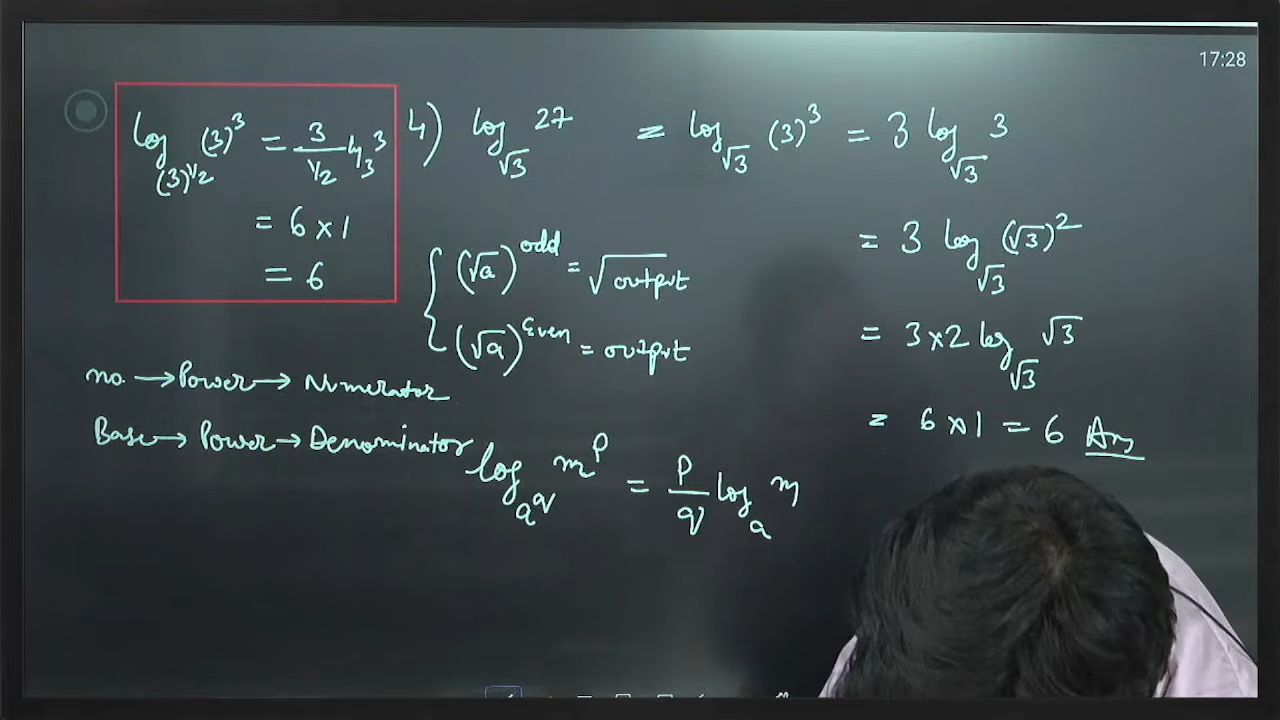 17:28
log_{(3)^{1/2}} (3)^3 = \frac{3}{1/2} log_3 3
= 6 × 1
= 6
4) log_{√3} 27 = log_{√3} (3)^3 = 3 log_{√3} 3
= 3 log_{√3} (√3)^2
= 3×2 log_{√3} √3
= 6 ×1 = 6 Ans
(√a)^{odd} = √output
(√a)^{Even} = output
no. → Power → Numerator
Base → Power → Denominator
log_{a^q} m^p = \frac{p}{q} log_a m